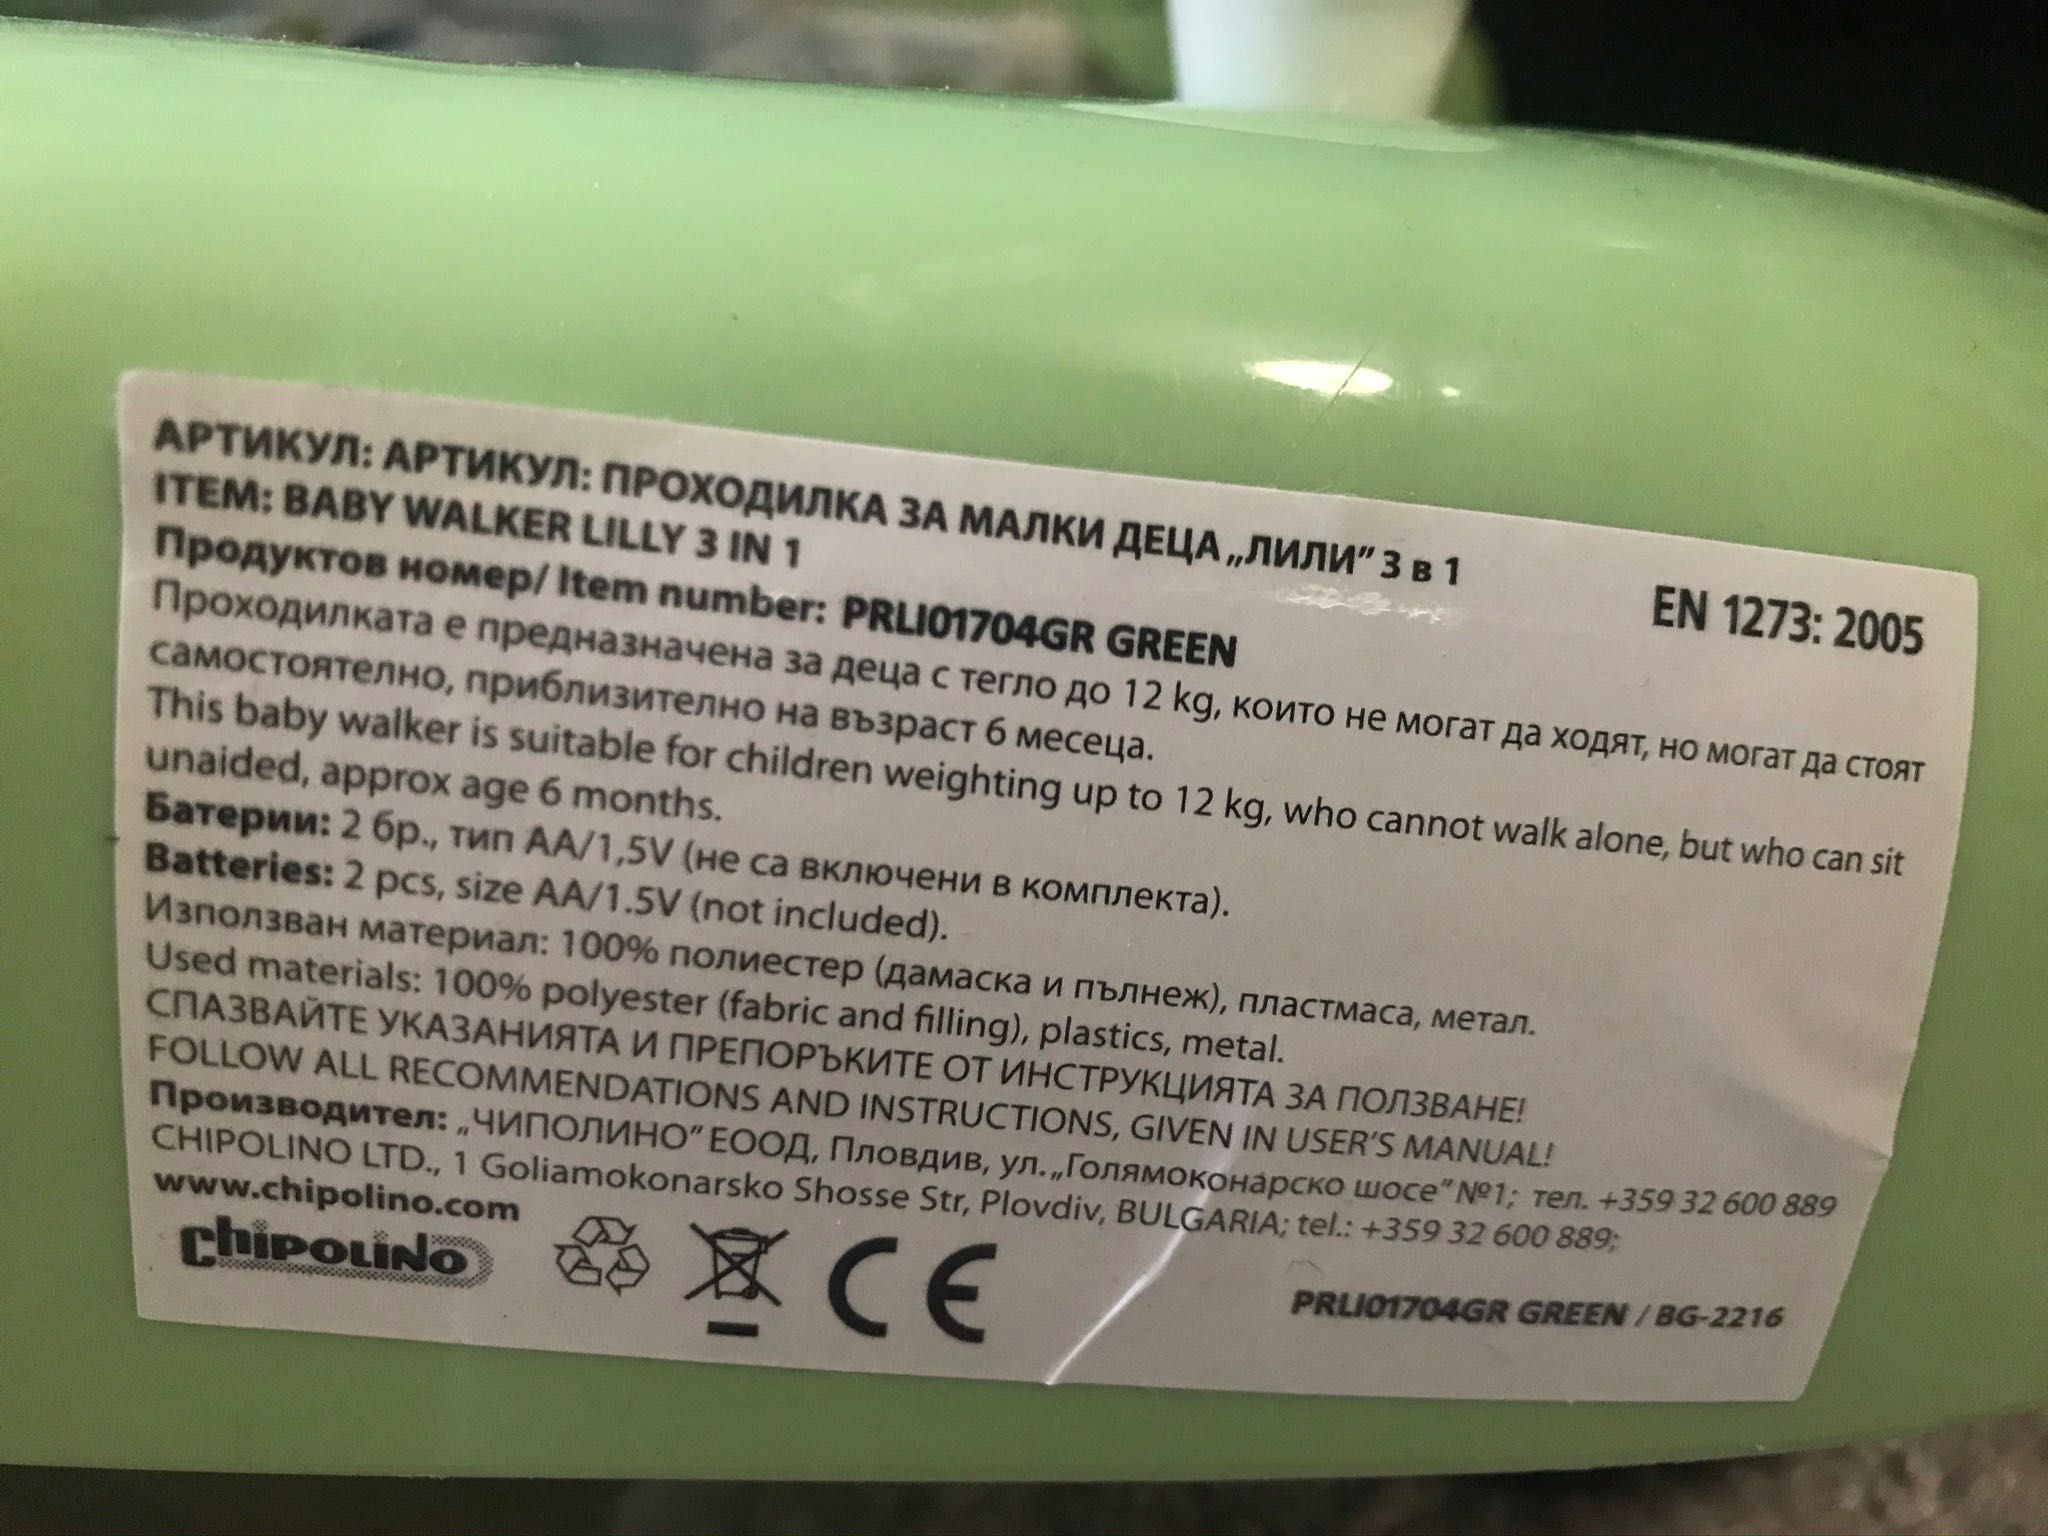 АРТИКУЛ: АРТИКУЛ: ПРОХОДИЛКА ЗА МАЛКИ ДЕЦА „ЛИЛИ” 3 в 1
ITEM: BABY WALKER LILLY 3 IN 1
EN 1273: 2005
Продуктов номер/ Item number: PRLI01704GR GREEN
Проходилката е предназначена за деца с тегло до 12 kg, които не могат да ходят, но могат да стоят
самостоятелно, приблизително на възраст 6 месеца.
This baby walker is suitable for children weighting up to 12 kg, who cannot walk alone, but who can sit
unaided, approx age 6 months.
Батерии: 2 бр., тип AA/1,5V (не са включени в комплекта).
Batteries: 2 pcs, size AA/1.5V (not included).
Използван материал: 100% полиестер (дамаска и пълнеж), пластмаса, метал.
Used materials: 100% polyester (fabric and filling), plastics, metal.
СПАЗВАЙТЕ УКАЗАНИЯТА И ПРЕПОРЪКИТЕ ОТ ИНСТРУКЦИЯТА ЗА ПОЛЗВАНЕ!
FOLLOW ALL RECOMMENDATIONS AND INSTRUCTIONS, GIVEN IN USER'S MANUAL!
Производител: „ЧИПОЛИНО” ЕООД, Пловдив, ул. „Голямоконарско шосе” №1; тел. +359 32 600 889
CHIPOLINO LTD., 1 Goliamokonarsko Shosse Str, Plovdiv, BULGARIA; tel.: +359 32 600 889;
www.chipolino.com
chipolino
CE
PRLI01704GR GREEN / BG-2216